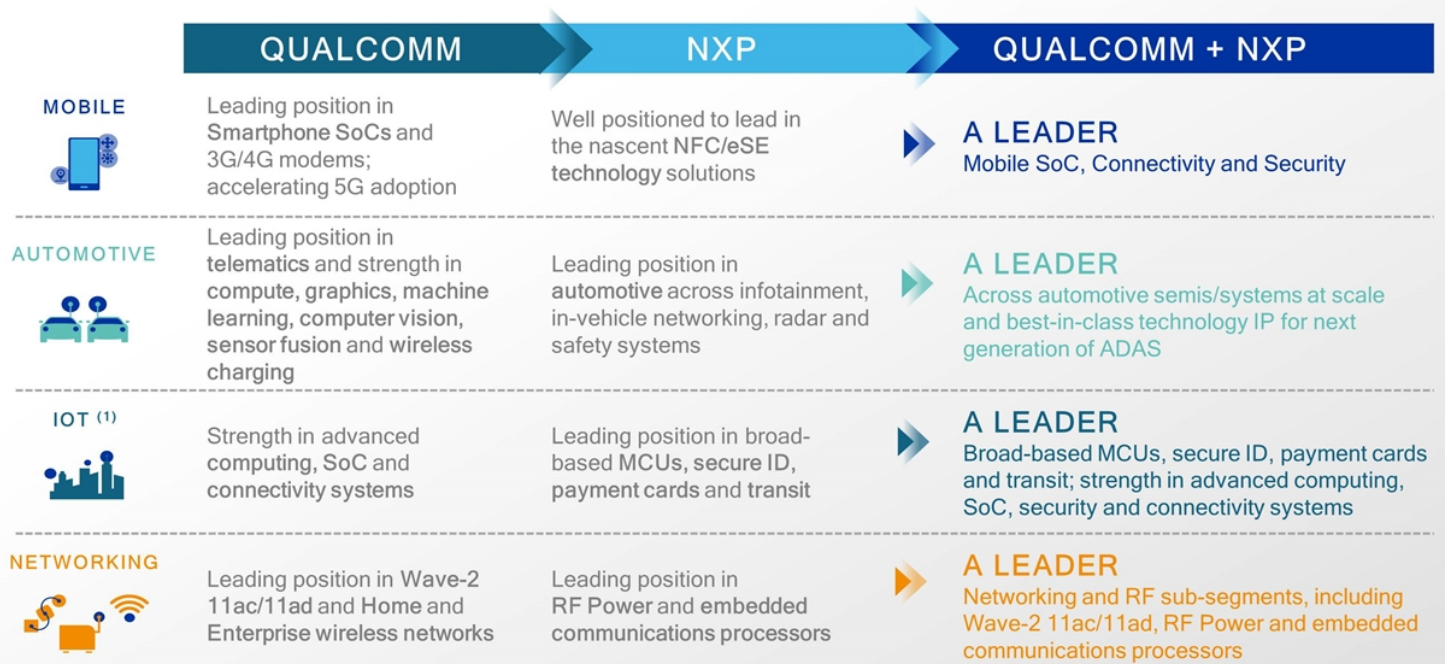 QUALCOMM
NXP
QUALCOMM + NXP
MOBILE
Leading position in
Smartphone SoCs and
3G/4G modems;
accelerating 5G adoption
Well positioned to lead in
the nascent NFC/eSE
technology solutions
A LEADER
Mobile SoC, Connectivity and Security
AUTOMOTIVE
Leading position in
telematics and strength in
compute, graphics, machine
learning, computer vision,
sensor fusion and wireless
charging
Leading position in
automotive across infotainment,
in-vehicle networking, radar and
safety systems
A LEADER
Across automotive semis/systems at scale
and best-in-class technology IP for next
generation of ADAS
IOT (1)
Strength in advanced
computing, SoC and
connectivity systems
Leading position in broad-
based MCUs, secure ID,
payment cards and transit
A LEADER
Broad-based MCUs, secure ID, payment cards
and transit; strength in advanced computing,
SoC, security and connectivity systems
NETWORKING
Leading position in Wave-2
11ac/11ad and Home and
Enterprise wireless networks
Leading position in
RF Power and embedded
communications processors
A LEADER
Networking and RF sub-segments, including
Wave-2 11ac/11ad, RF Power and embedded
communications processors